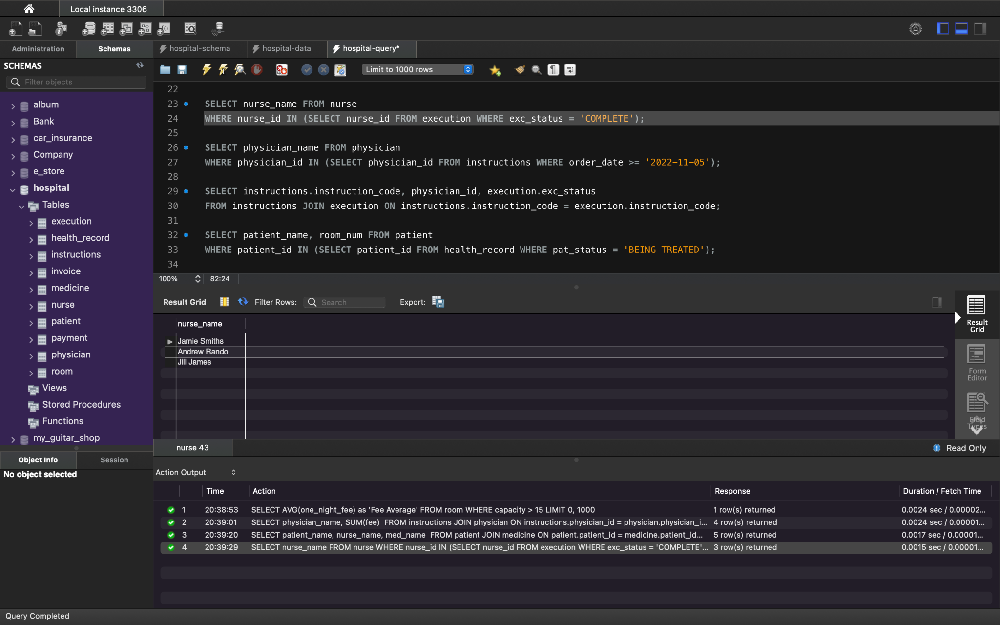 Local instance 3306
Administration
Schemas
hospital-schema
hospital-data
hospital-query*
SCHEMAS
Filter objects
album
Bank
car_insurance
Company
e_store
hospital
Tables
execution
health_record
instructions
invoice
medicine
nurse
patient
payment
physician
room
Views
Stored Procedures
Functions
my_guitar_shop
Object Info
Session
No object selected
Limit to 1000 rows
22
23 SELECT nurse_name FROM nurse
24 WHERE nurse_id IN (SELECT nurse_id FROM execution WHERE exc_status = 'COMPLETE');
25
26 SELECT physician_name FROM physician
27 WHERE physician_id IN (SELECT physician_id FROM instructions WHERE order_date >= '2022-11-05');
28
29 SELECT instructions.instruction_code, physician_id, execution.exc_status
30 FROM instructions JOIN execution ON instructions.instruction_code = execution.instruction_code;
31
32 SELECT patient_name, room_num FROM patient
33 WHERE patient_id IN (SELECT patient_id FROM health_record WHERE pat_status = 'BEING TREATED');
34
100%
82:24
Result Grid
Filter Rows:
Search
Export:
nurse_name
Jamie Smiths
Andrew Rando
Jill James
Result
Grid
Form
Editor
Field
Types
nurse 43
Read Only
Action Output
Time Action Response Duration / Fetch Time
1 20:38:53 SELECT AVG(one_night_fee) as 'Fee Average' FROM room WHERE capacity > 15 LIMIT 0, 1000 1 row(s) returned 0.0024 sec / 0.00002...
2 20:39:01 SELECT physician_name, SUM(fee) FROM instructions JOIN physician ON instructions.physician_id = physician.physician_i... 4 row(s) returned 0.0024 sec / 0.00001...
3 20:39:20 SELECT patient_name, nurse_name, med_name FROM patient JOIN medicine ON patient.patient_id = medicine.patient_id... 5 row(s) returned 0.0017 sec / 0.00001...
4 20:39:29 SELECT nurse_name FROM nurse WHERE nurse_id IN (SELECT nurse_id FROM execution WHERE exc_status = 'COMPLETE'... 3 row(s) returned 0.0015 sec / 0.00001...
Query Completed